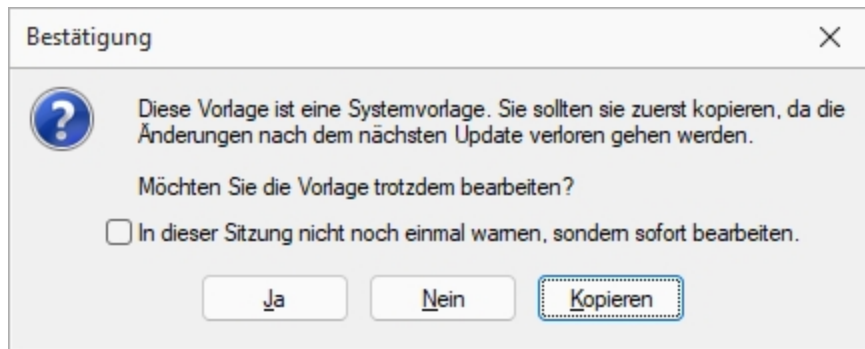 Bestätigung
Diese Vorlage ist eine Systemvorlage. Sie sollten sie zuerst kopieren, da die
Änderungen nach dem nächsten Update verloren gehen werden.
Möchten Sie die Vorlage trotzdem bearbeiten?
In dieser Sitzung nicht noch einmal warnen, sondern sofort bearbeiten.
Ja Nein Kopieren